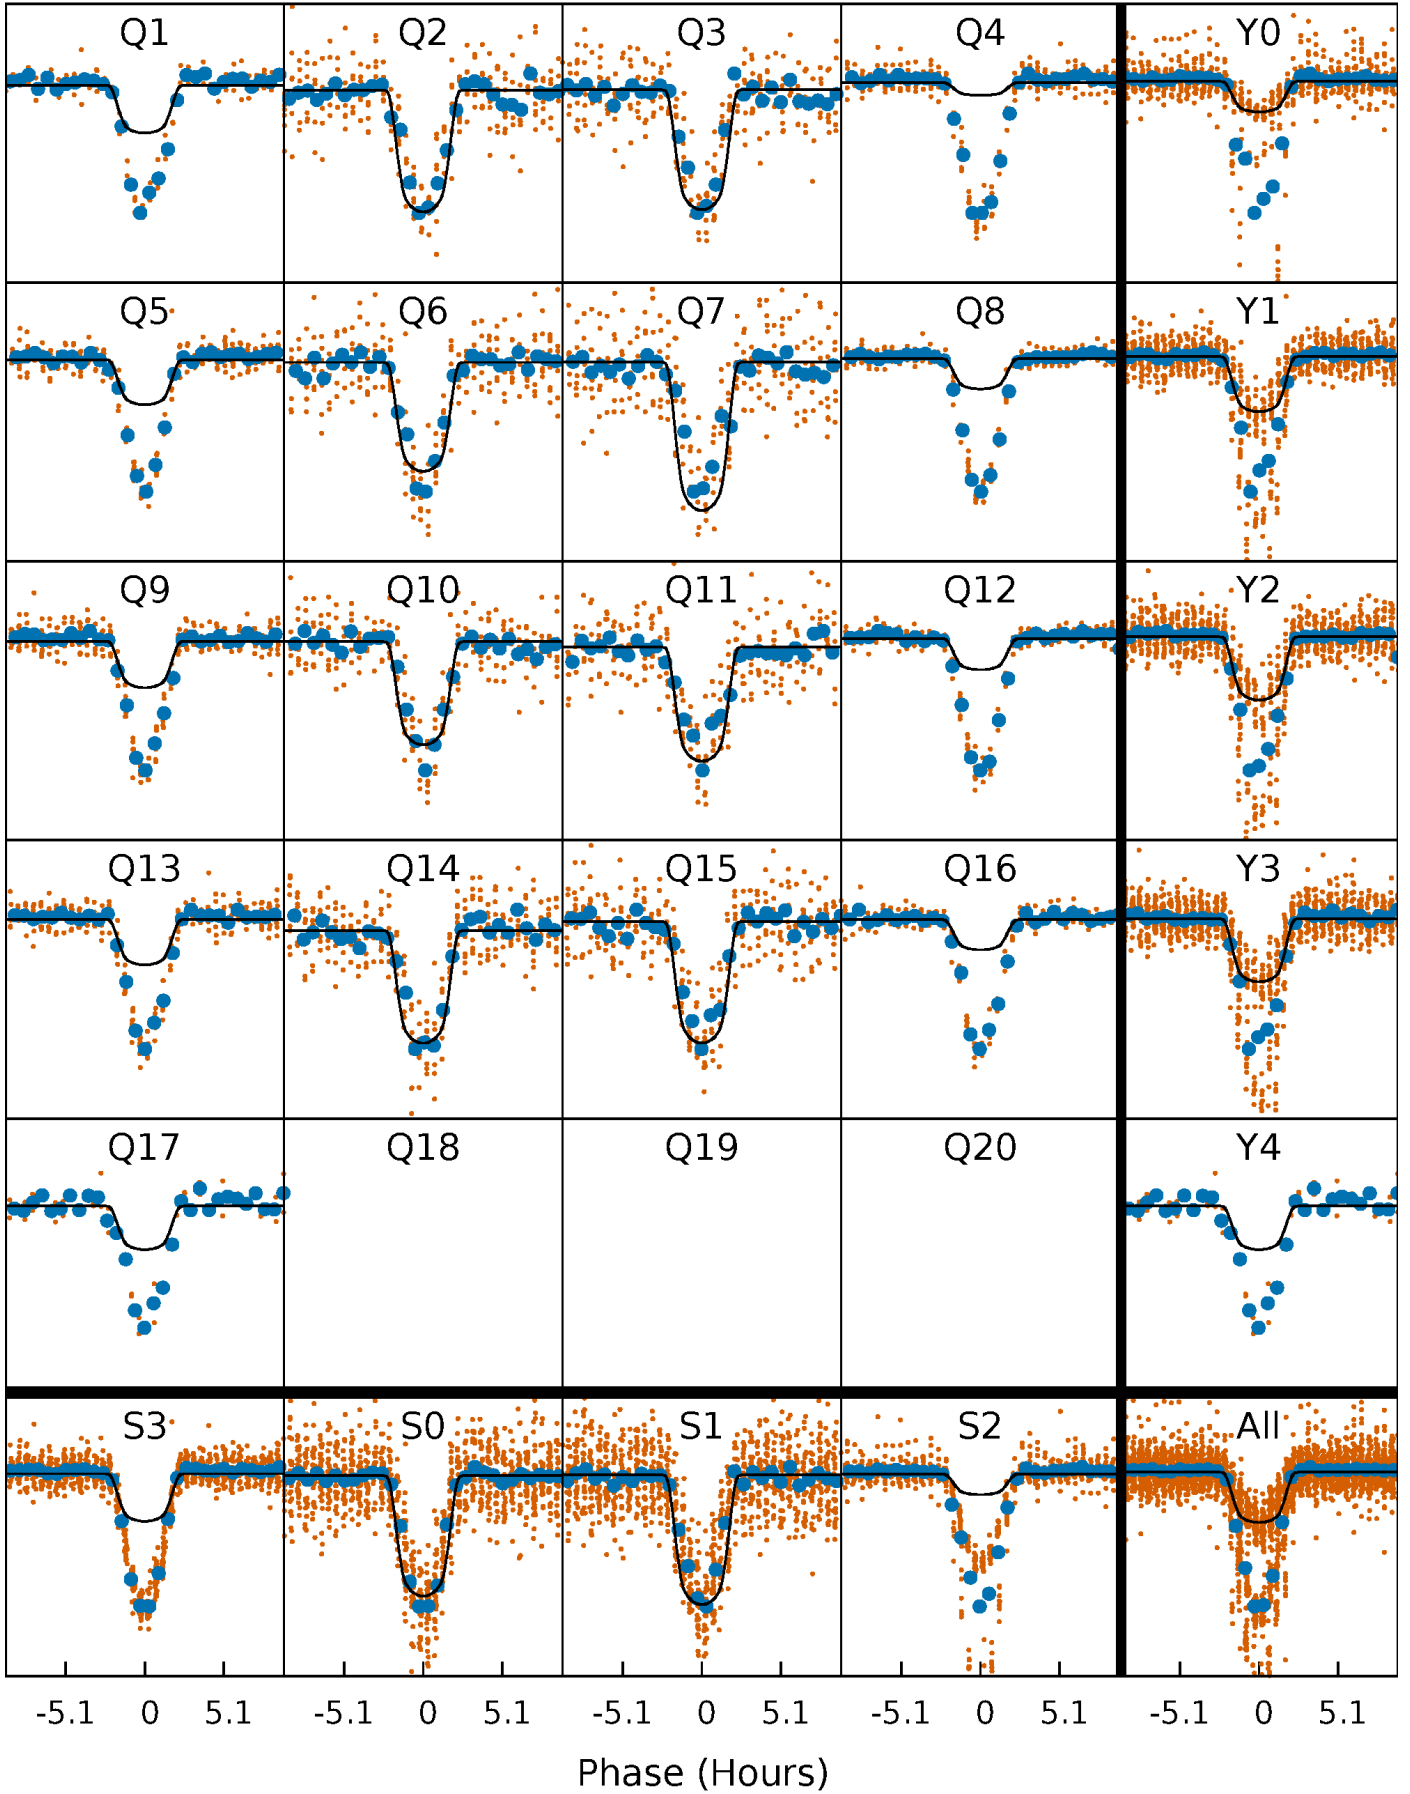 Q1 Q2 Q3 Q4 Y0
Q5 Q6 Q7 Q8 Y1
Q9 Q10 Q11 Q12 Y2
Q13 Q14 Q15 Q16 Y3
Q17 Q18 Q19 Q20 Y4
S3 S0 S1 S2 All
-5.1 0 5.1 -5.1 0 5.1 -5.1 0 5.1 -5.1 0 5.1 -5.1 0 5.1
Phase (Hours)